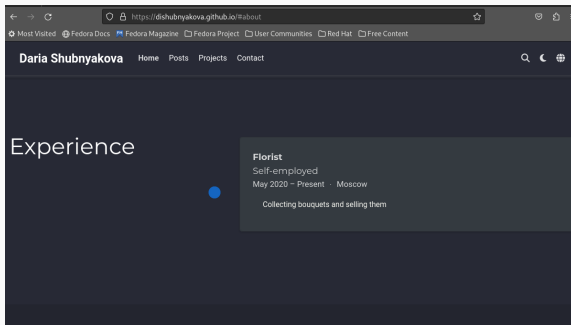 https://dishubnyakova.github.io/#about
Most Visited Fedora Docs Fedora Magazine Fedora Project User Communities Red Hat Free Content
Daria Shubnyakova Home Posts Projects Contact
Experience
Florist
Self-employed
May 2020 – Present · Moscow
Collecting bouquets and selling them